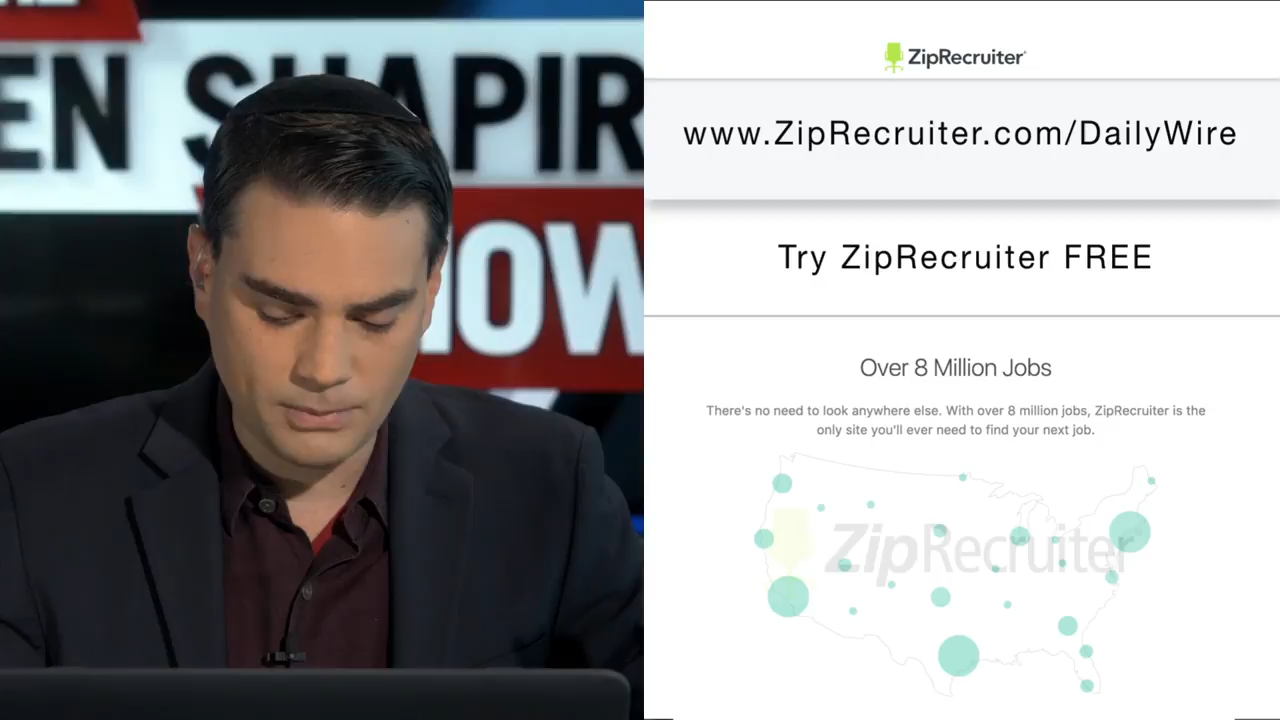 EN SHAPIR
HOW
ZipRecruiter
www.ZipRecruiter.com/DailyWire
Try ZipRecruiter FREE
Over 8 Million Jobs
There's no need to look anywhere else. With over 8 million jobs, ZipRecruiter is the
only site you'll ever need to find your next job.
ZipRecruiter